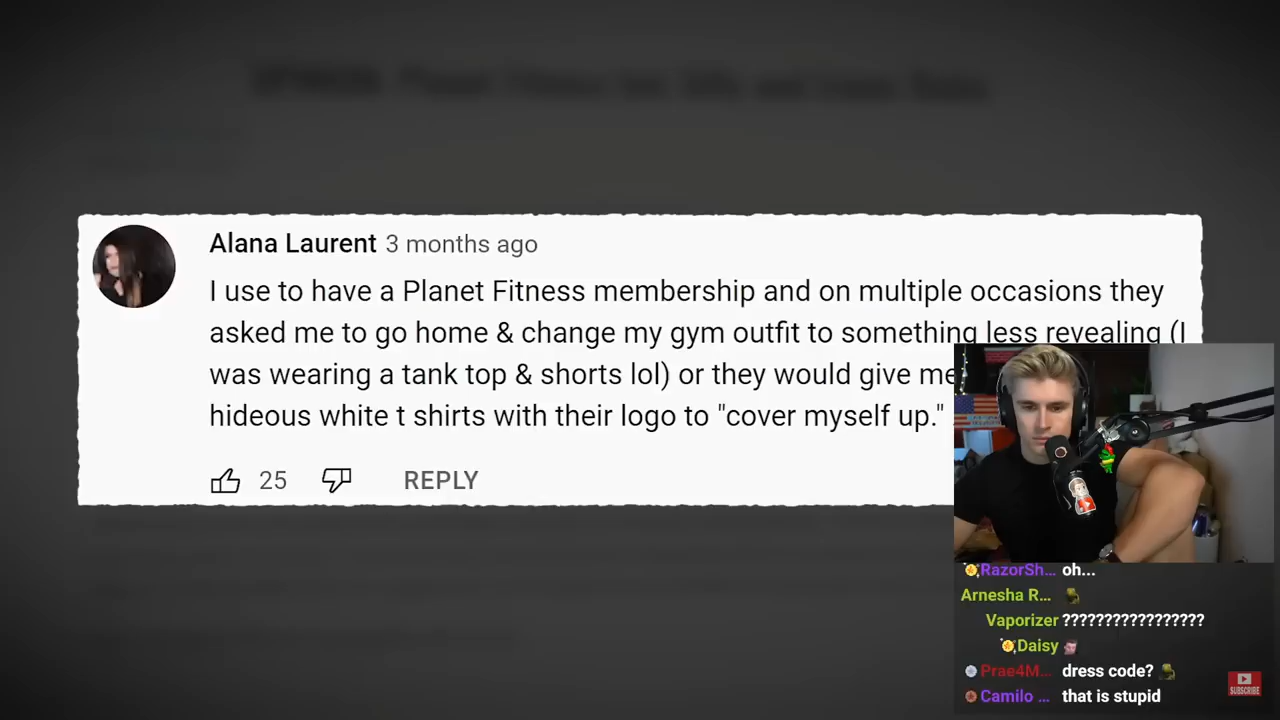 Alana Laurent 3 months ago
I use to have a Planet Fitness membership and on multiple occasions they
asked me to go home & change my gym outfit to something less revealing (I
was wearing a tank top & shorts lol) or they would give me
hideous white t shirts with their logo to "cover myself up."
25 REPLY
RazorSh... oh...
Arnesha R...
Vaporizer ?????????????????
Daisy
Prae4M... dress code?
Camilo ... that is stupid
SUBSCRIBE